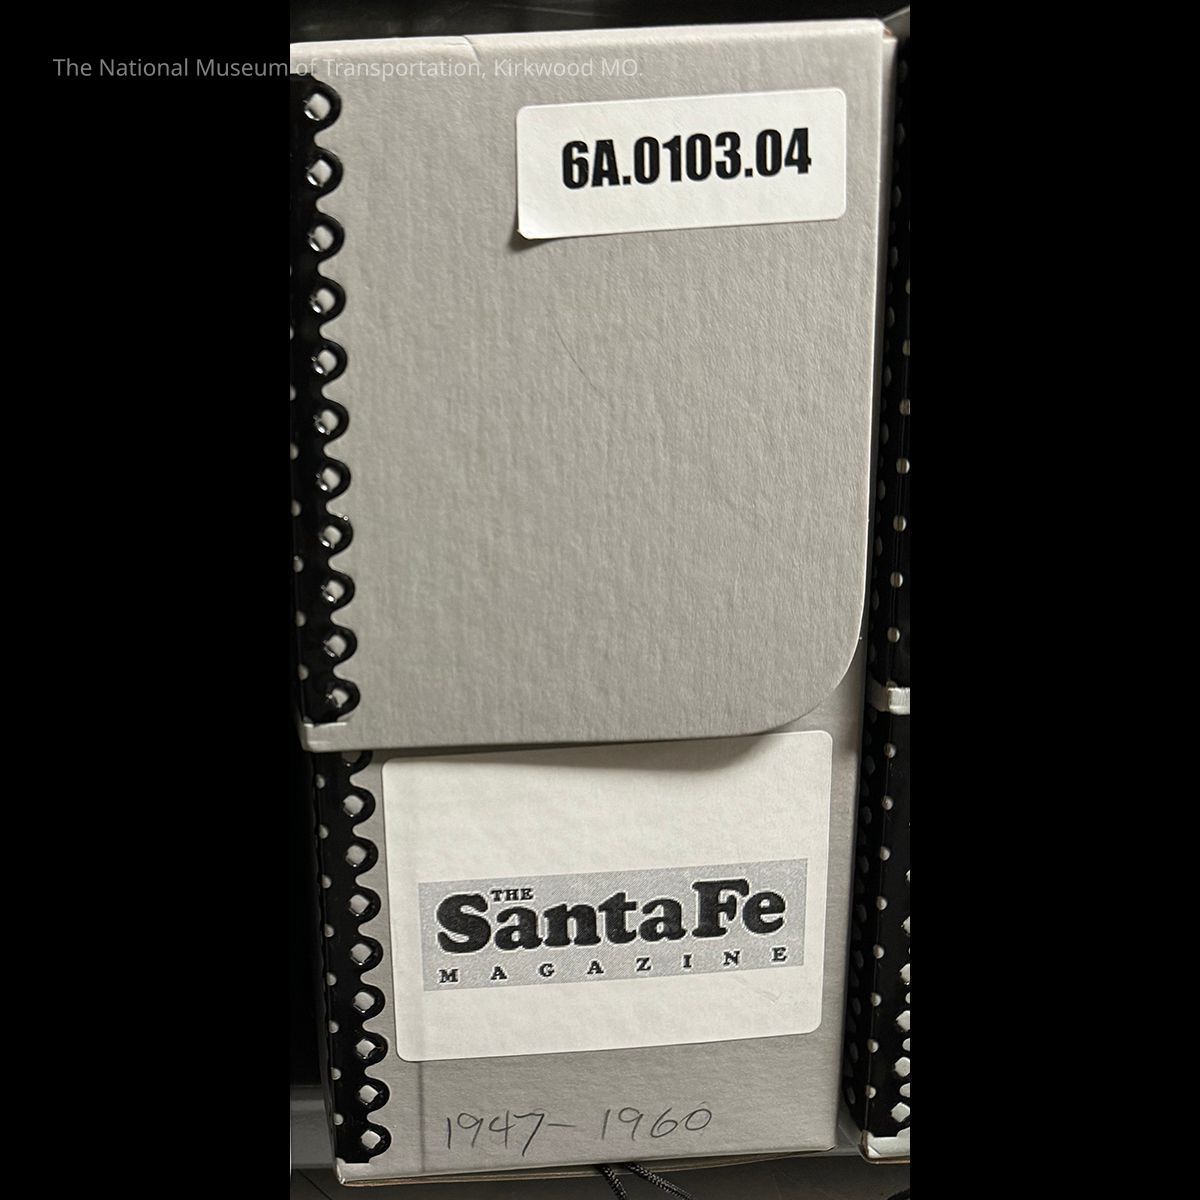 The National Museum of Transportation, Kirkwood MO.
6A.0103.04
THE
Santa Fe
MAGAZINE
1947-1960